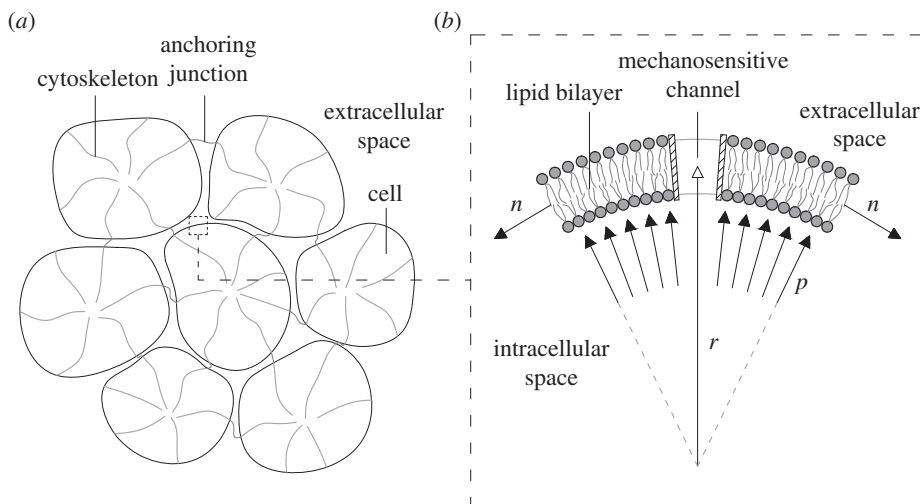 (a)
anchoring
junction
cytoskeleton
extracellular
space
cell
(b)
mechanosensitive
channel
lipid bilayer
extracellular
space
n
n
p
r
intracellular
space